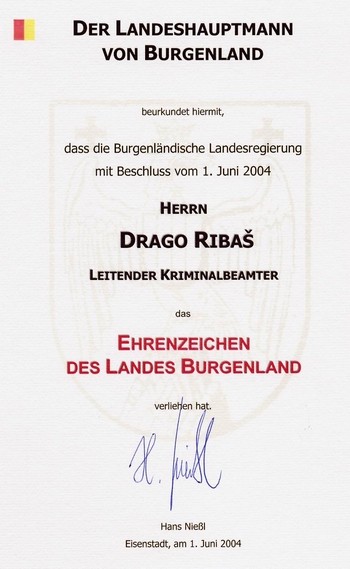 DER LANDESHAUPTMANN
VON BURGENLAND
beurkundet hiermit,
dass die Burgenländische Landesregierung
mit Beschluss vom 1. Juni 2004
HERRN
DRAGO RIBAŠ
LEITENDER KRIMINALBEAMTER
das
EHRENZEICHEN
DES LANDES BURGENLAND
verliehen hat.
H. Nießl
Hans Nießl
Eisenstadt, am 1. Juni 2004